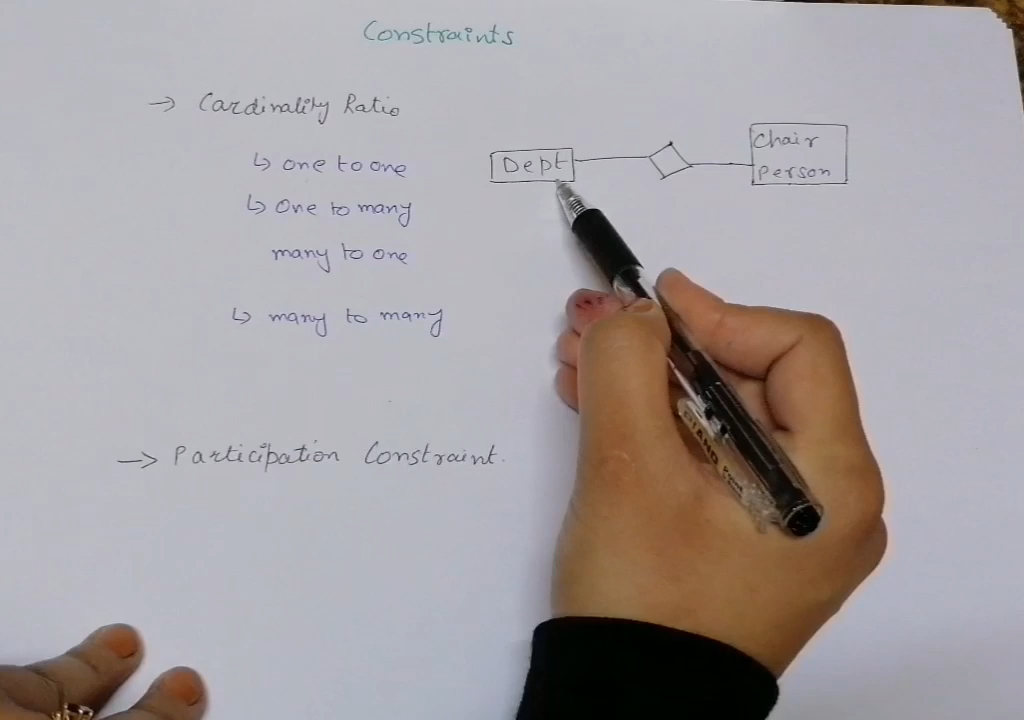 Constraints
→ Cardinality Ratio
↳ one to one
↳ One to many
many to one
↳ many to many
Dept
Chair
Person
→ Participation Constraint.
PIANO